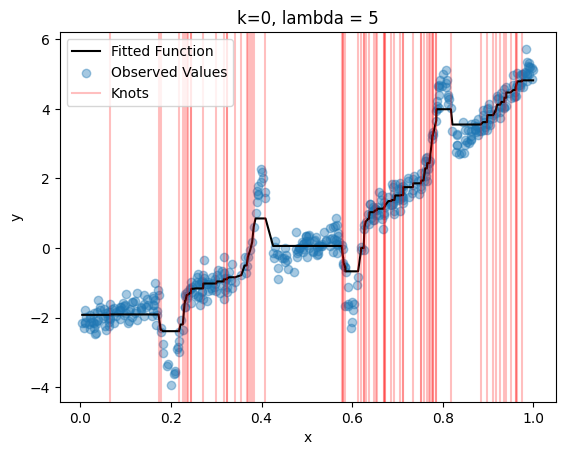 k=0, lambda = 5
Fitted Function
Observed Values
Knots
y
6
4
2
0
−2
−4
0.0 0.2 0.4 0.6 0.8 1.0
x